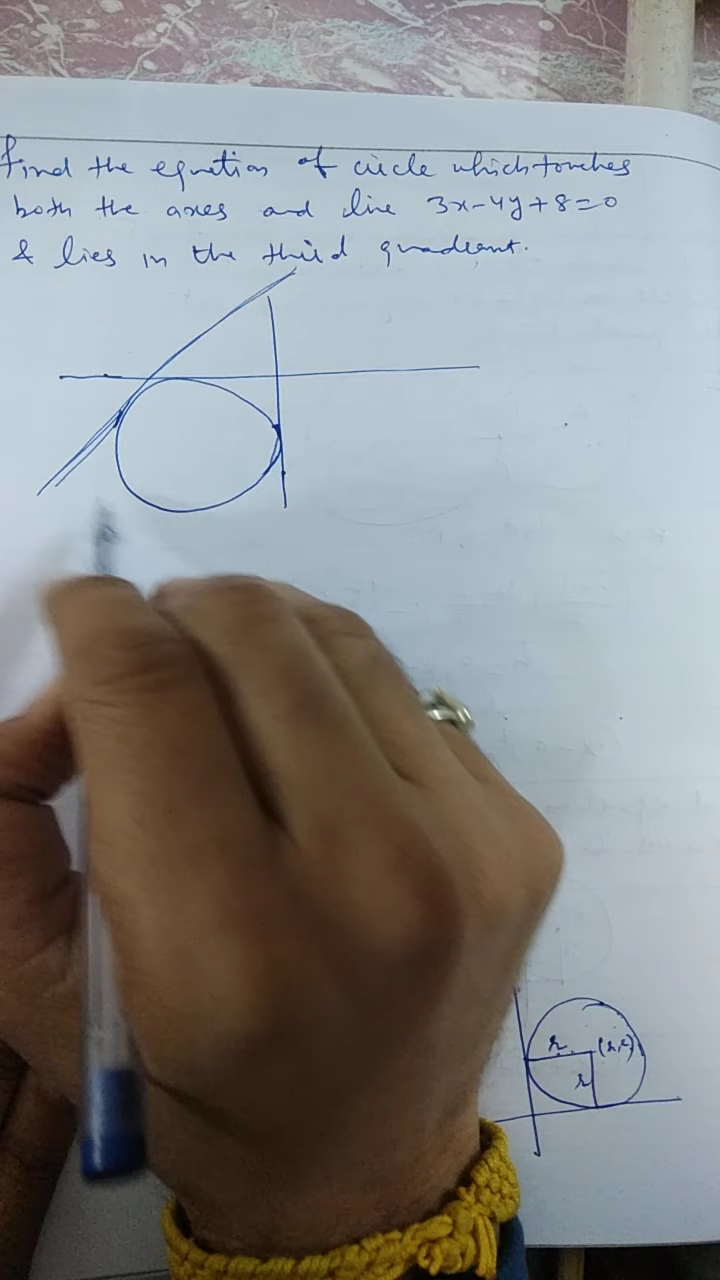 Find the equation of circle which touches
both the axes and line 3x-4y+8=0
& lies in the third quadrant.
r (r,r)
r